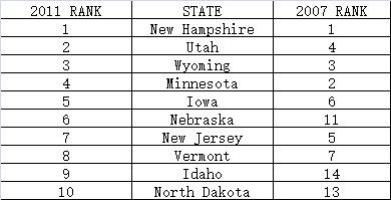 2011 RANK STATE 2007 RANK
1 New Hampshire 1
2 Utah 4
3 Wyoming 3
4 Minnesota 2
5 Iowa 6
6 Nebraska 11
7 New Jersey 5
8 Vermont 7
9 Idaho 14
10 North Dakota 13